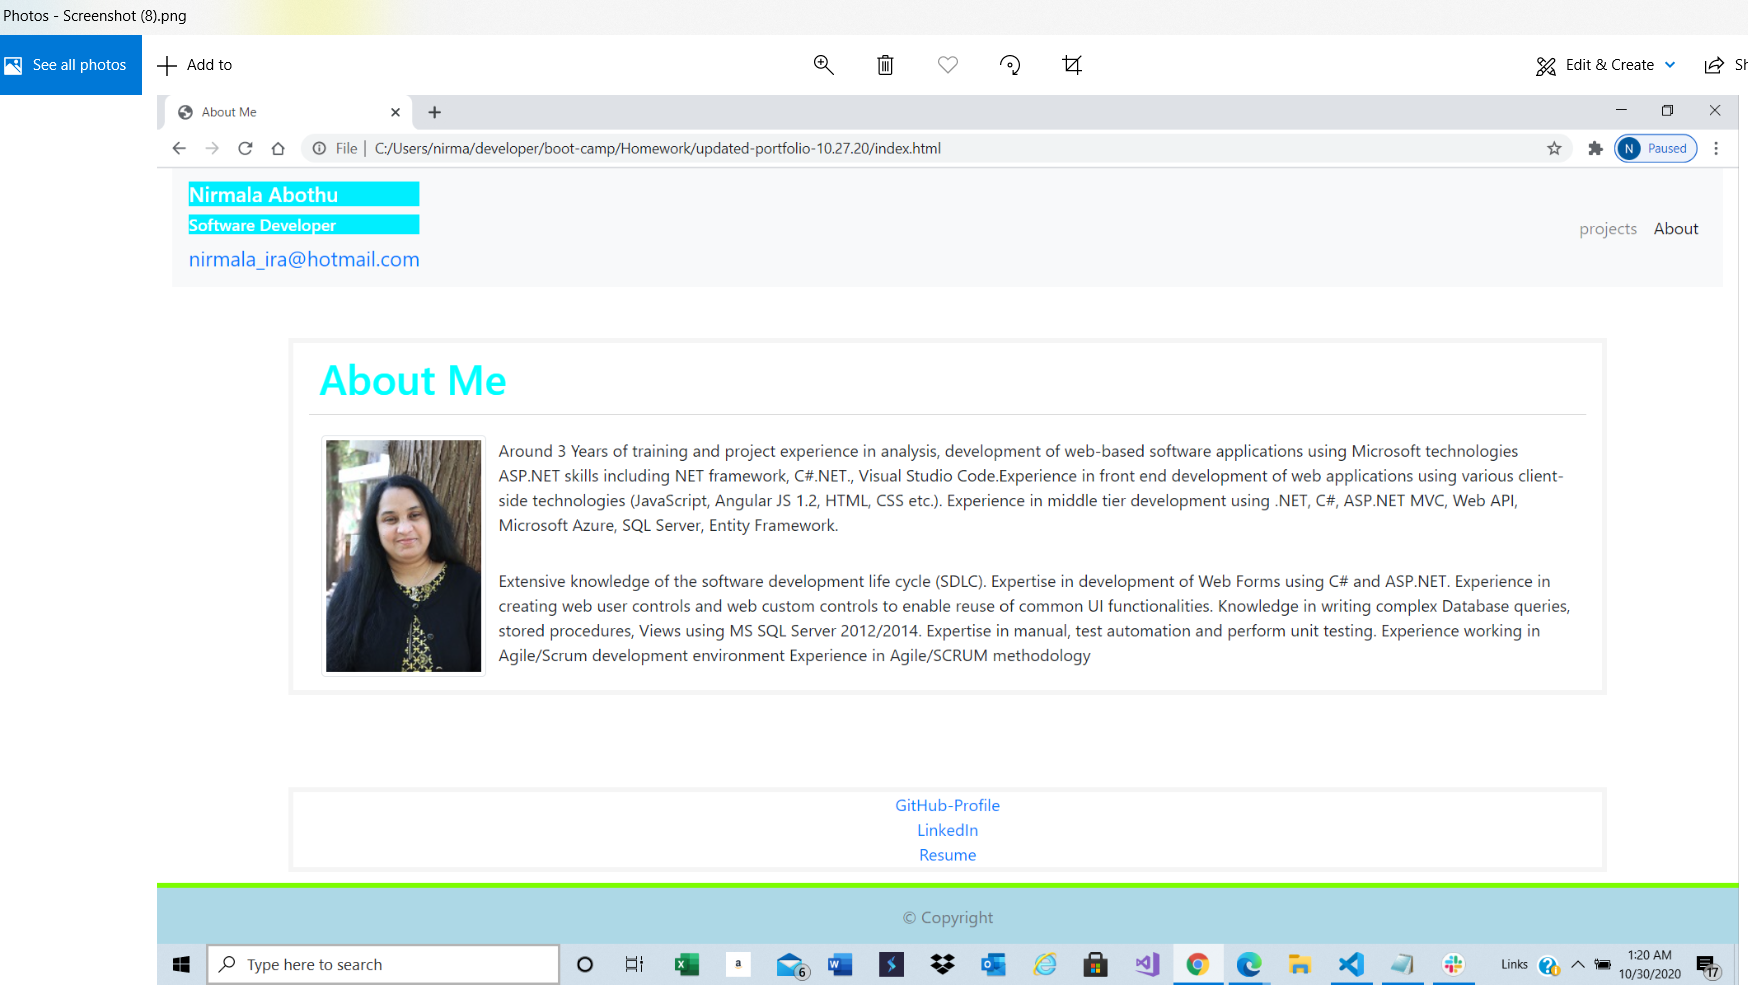 Photos - Screenshot (8).png
See all photos
Add to
Edit & Create
Sh
About Me
File | C:/Users/nirma/developer/boot-camp/Homework/updated-portfolio-10.27.20/index.html
N Paused
Nirmala Abothu
Software Developer
nirmala_ira@hotmail.com
projects About
About Me
Around 3 Years of training and project experience in analysis, development of web-based software applications using Microsoft technologies
ASP.NET skills including NET framework, C#.NET., Visual Studio Code.Experience in front end development of web applications using various client-
side technologies (JavaScript, Angular JS 1.2, HTML, CSS etc.). Experience in middle tier development using .NET, C#, ASP.NET MVC, Web API,
Microsoft Azure, SQL Server, Entity Framework.
Extensive knowledge of the software development life cycle (SDLC). Expertise in development of Web Forms using C# and ASP.NET. Experience in
creating web user controls and web custom controls to enable reuse of common UI functionalities. Knowledge in writing complex Database queries,
stored procedures, Views using MS SQL Server 2012/2014. Expertise in manual, test automation and perform unit testing. Experience working in
Agile/Scrum development environment Experience in Agile/SCRUM methodology
GitHub-Profile
LinkedIn
Resume
© Copyright
Type here to search
a
6
Links
1:20 AM
10/30/2020
17